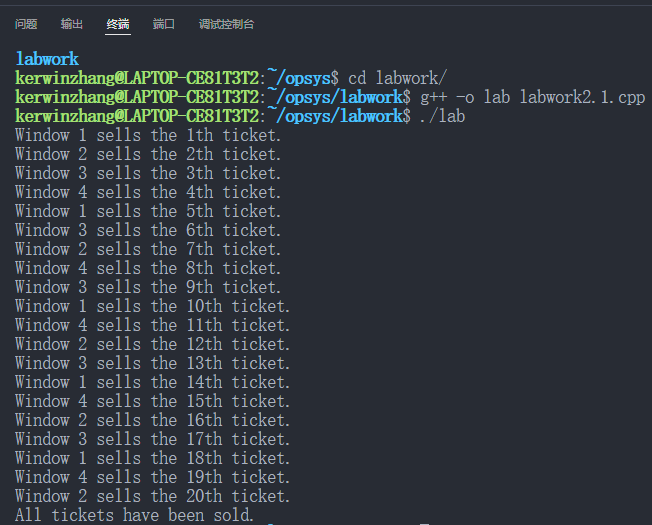 问题 输出 终端 端口 调试控制台
labwork
kerwinzhang@LAPTOP-CE81T3T2:~/opsys$ cd labwork/
kerwinzhang@LAPTOP-CE81T3T2:~/opsys/labwork$ g++ -o lab labwork2.1.cpp
kerwinzhang@LAPTOP-CE81T3T2:~/opsys/labwork$ ./lab
Window 1 sells the 1th ticket.
Window 2 sells the 2th ticket.
Window 3 sells the 3th ticket.
Window 4 sells the 4th ticket.
Window 1 sells the 5th ticket.
Window 3 sells the 6th ticket.
Window 2 sells the 7th ticket.
Window 4 sells the 8th ticket.
Window 3 sells the 9th ticket.
Window 1 sells the 10th ticket.
Window 4 sells the 11th ticket.
Window 2 sells the 12th ticket.
Window 3 sells the 13th ticket.
Window 1 sells the 14th ticket.
Window 4 sells the 15th ticket.
Window 2 sells the 16th ticket.
Window 3 sells the 17th ticket.
Window 1 sells the 18th ticket.
Window 4 sells the 19th ticket.
Window 2 sells the 20th ticket.
All tickets have been sold.